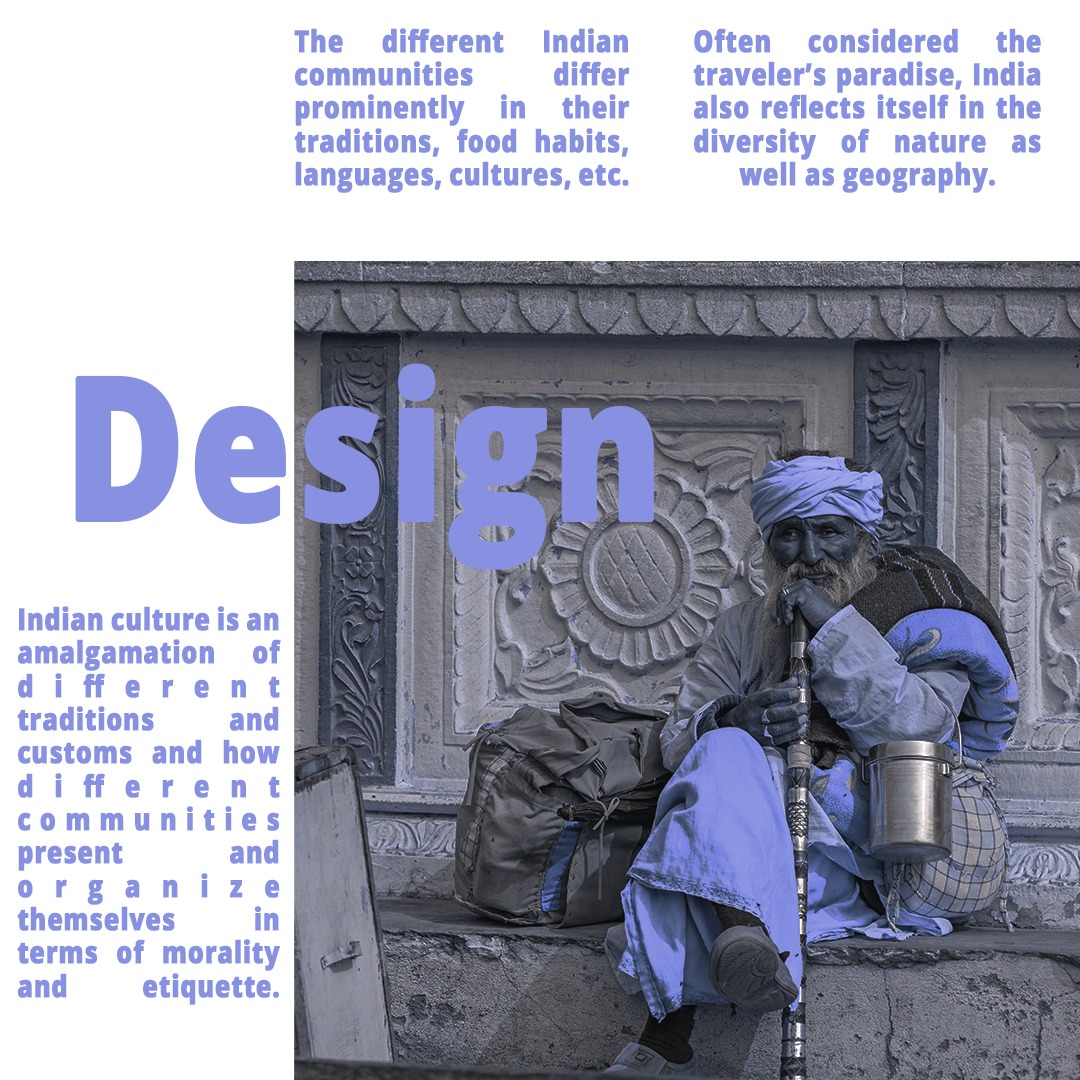 The different Indian
communities differ
prominently in their
traditions, food habits,
languages, cultures, etc.
Often considered the
traveler’s paradise, India
also reflects itself in the
diversity of nature as
well as geography.
Design
Indian culture is an
amalgamation of
different
traditions and
customs and how
different
communities
present and
organize
themselves in
terms of morality
and etiquette.